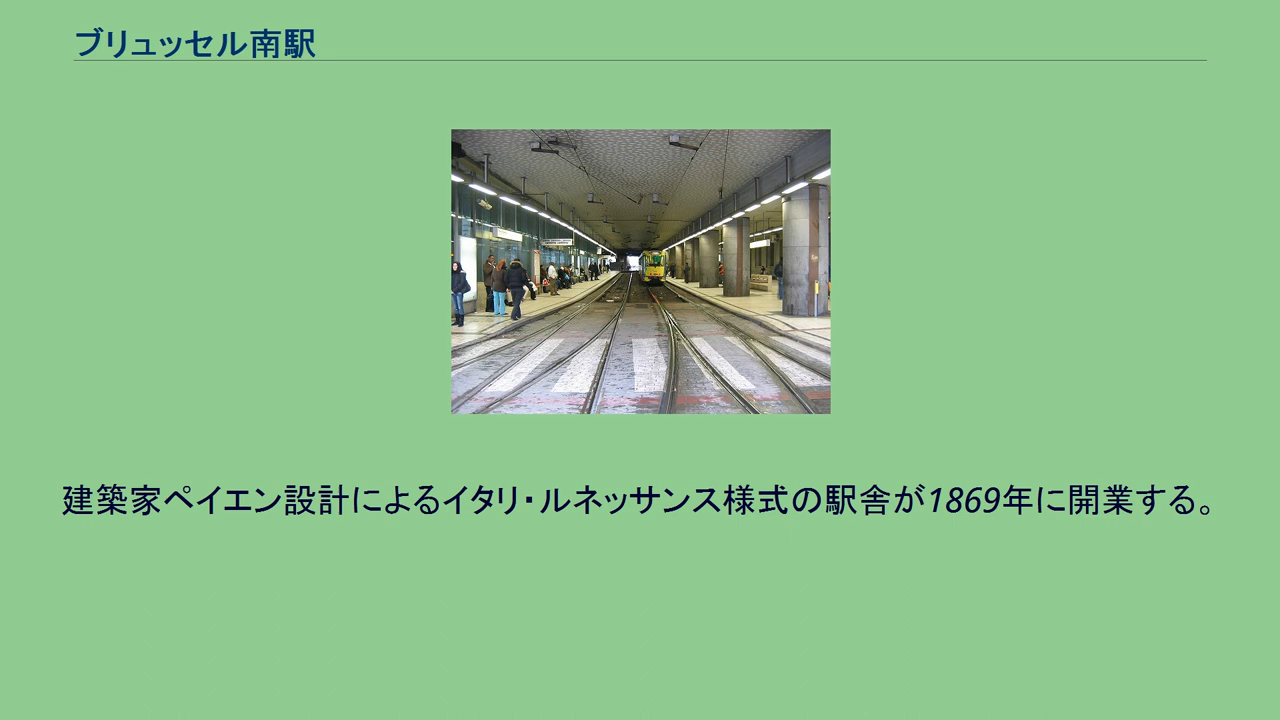 ブリュッセル南駅
建築家ペイエン設計によるイタリ・ルネッサンス様式の駅舎が1869年に開業する。